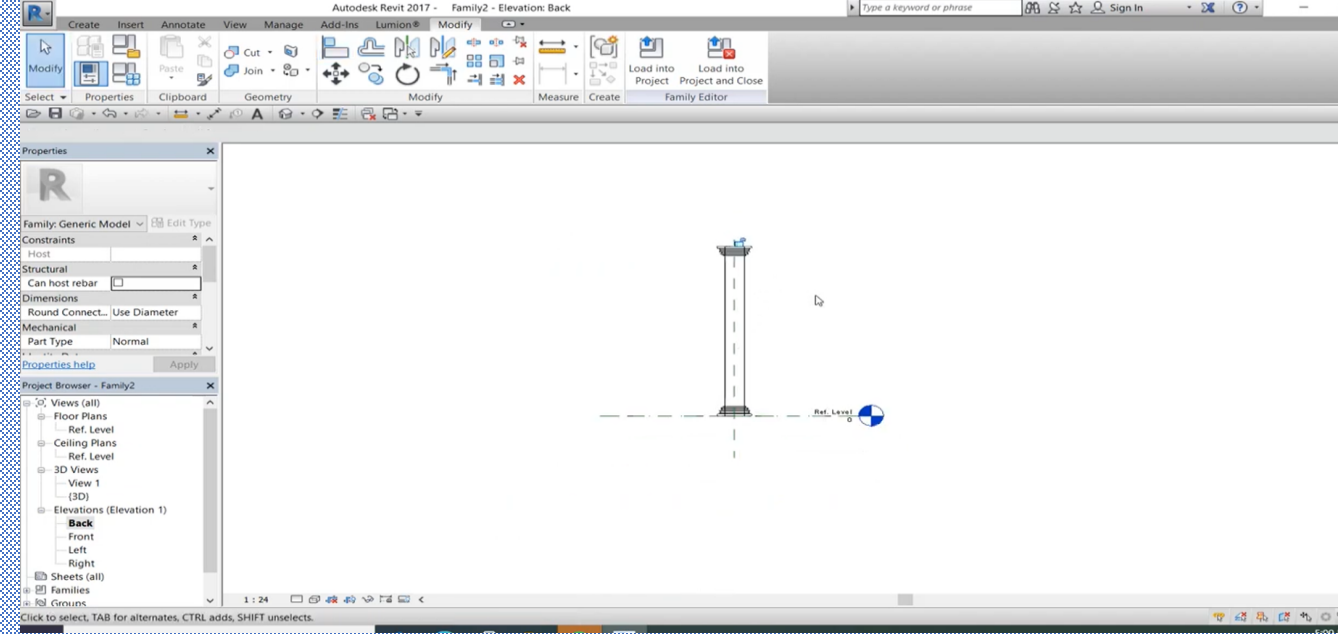 Autodesk Revit 2017 - Family2 - Elevation: Back
Type a keyword or phrase
Sign In
Create Insert Annotate View Manage Add-Ins Lumion® Modify
Modify
Paste
Cut
Join
Load into Project
Load into Project and Close
Select Properties Clipboard Geometry Modify Measure Create Family Editor
Properties
Family: Generic Model Edit Type
Constraints
Host
Structural
Can host rebar
Dimensions
Round Connect... Use Diameter
Mechanical
Part Type Normal
Properties help Apply
Project Browser - Family2
Views (all)
Floor Plans
Ref. Level
Ceiling Plans
Ref. Level
3D Views
View 1
{3D}
Elevations (Elevation 1)
Back
Front
Left
Right
Sheets (all)
Families
Groups
Ref. Level
0
1 : 24
Click to select, TAB for alternates, CTRL adds, SHIFT unselects.